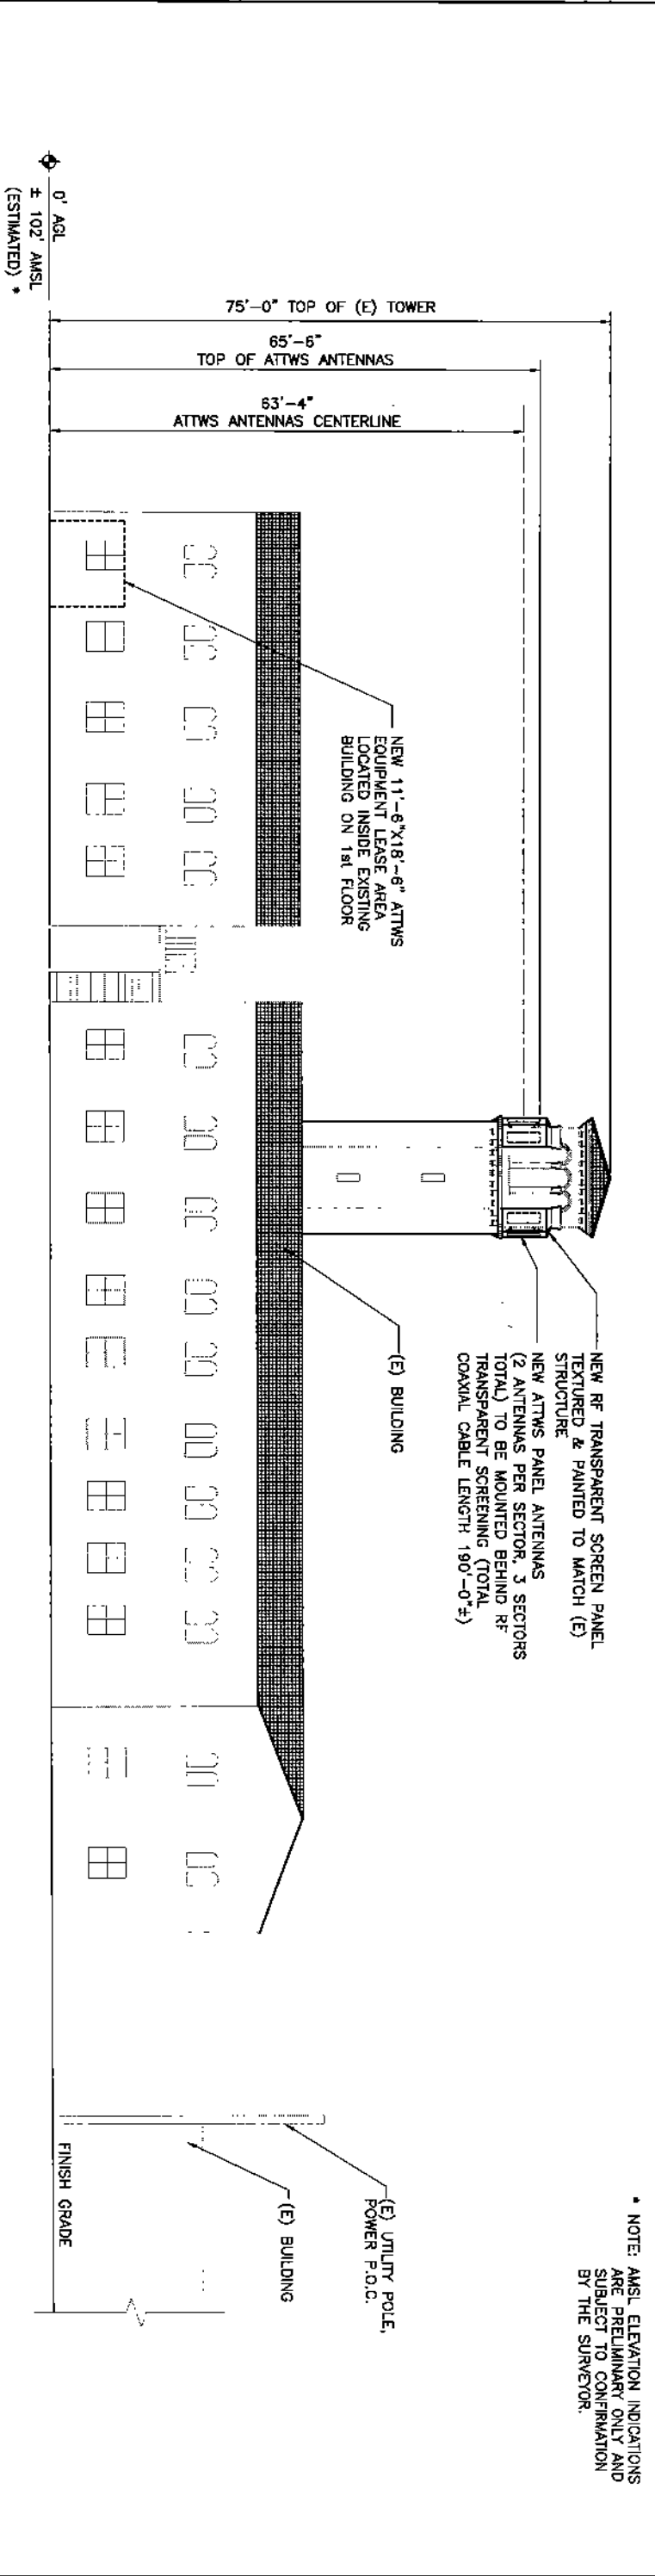 * NOTE: AMSL ELEVATION INDICATIONS
ARE PRELIMINARY ONLY AND
SUBJECT TO CONFIRMATION
BY THE SURVEYOR.
75'-0" TOP OF (E) TOWER
65'-6"
TOP OF ATTWS ANTENNAS
63'-4"
ATTWS ANTENNAS CENTERLINE
0' AGL
± 102' AMSL
(ESTIMATED) *
NEW 11'-6"X18'-6" ATTWS
EQUIPMENT LEASE AREA
LOCATED INSIDE EXISTING
BUILDING ON 1st FLOOR
NEW RF TRANSPARENT SCREEN PANEL
TEXTURED & PAINTED TO MATCH (E)
STRUCTURE
NEW ATTWS PANEL ANTENNAS
(2 ANTENNAS PER SECTOR, 3 SECTORS
TOTAL) TO BE MOUNTED BEHIND RF
TRANSPARENT SCREENING (TOTAL
COAXIAL CABLE LENGTH 190'-0"±)
(E) BUILDING
(E) UTILITY POLE,
POWER P.O.C.
(E) BUILDING
FINISH GRADE